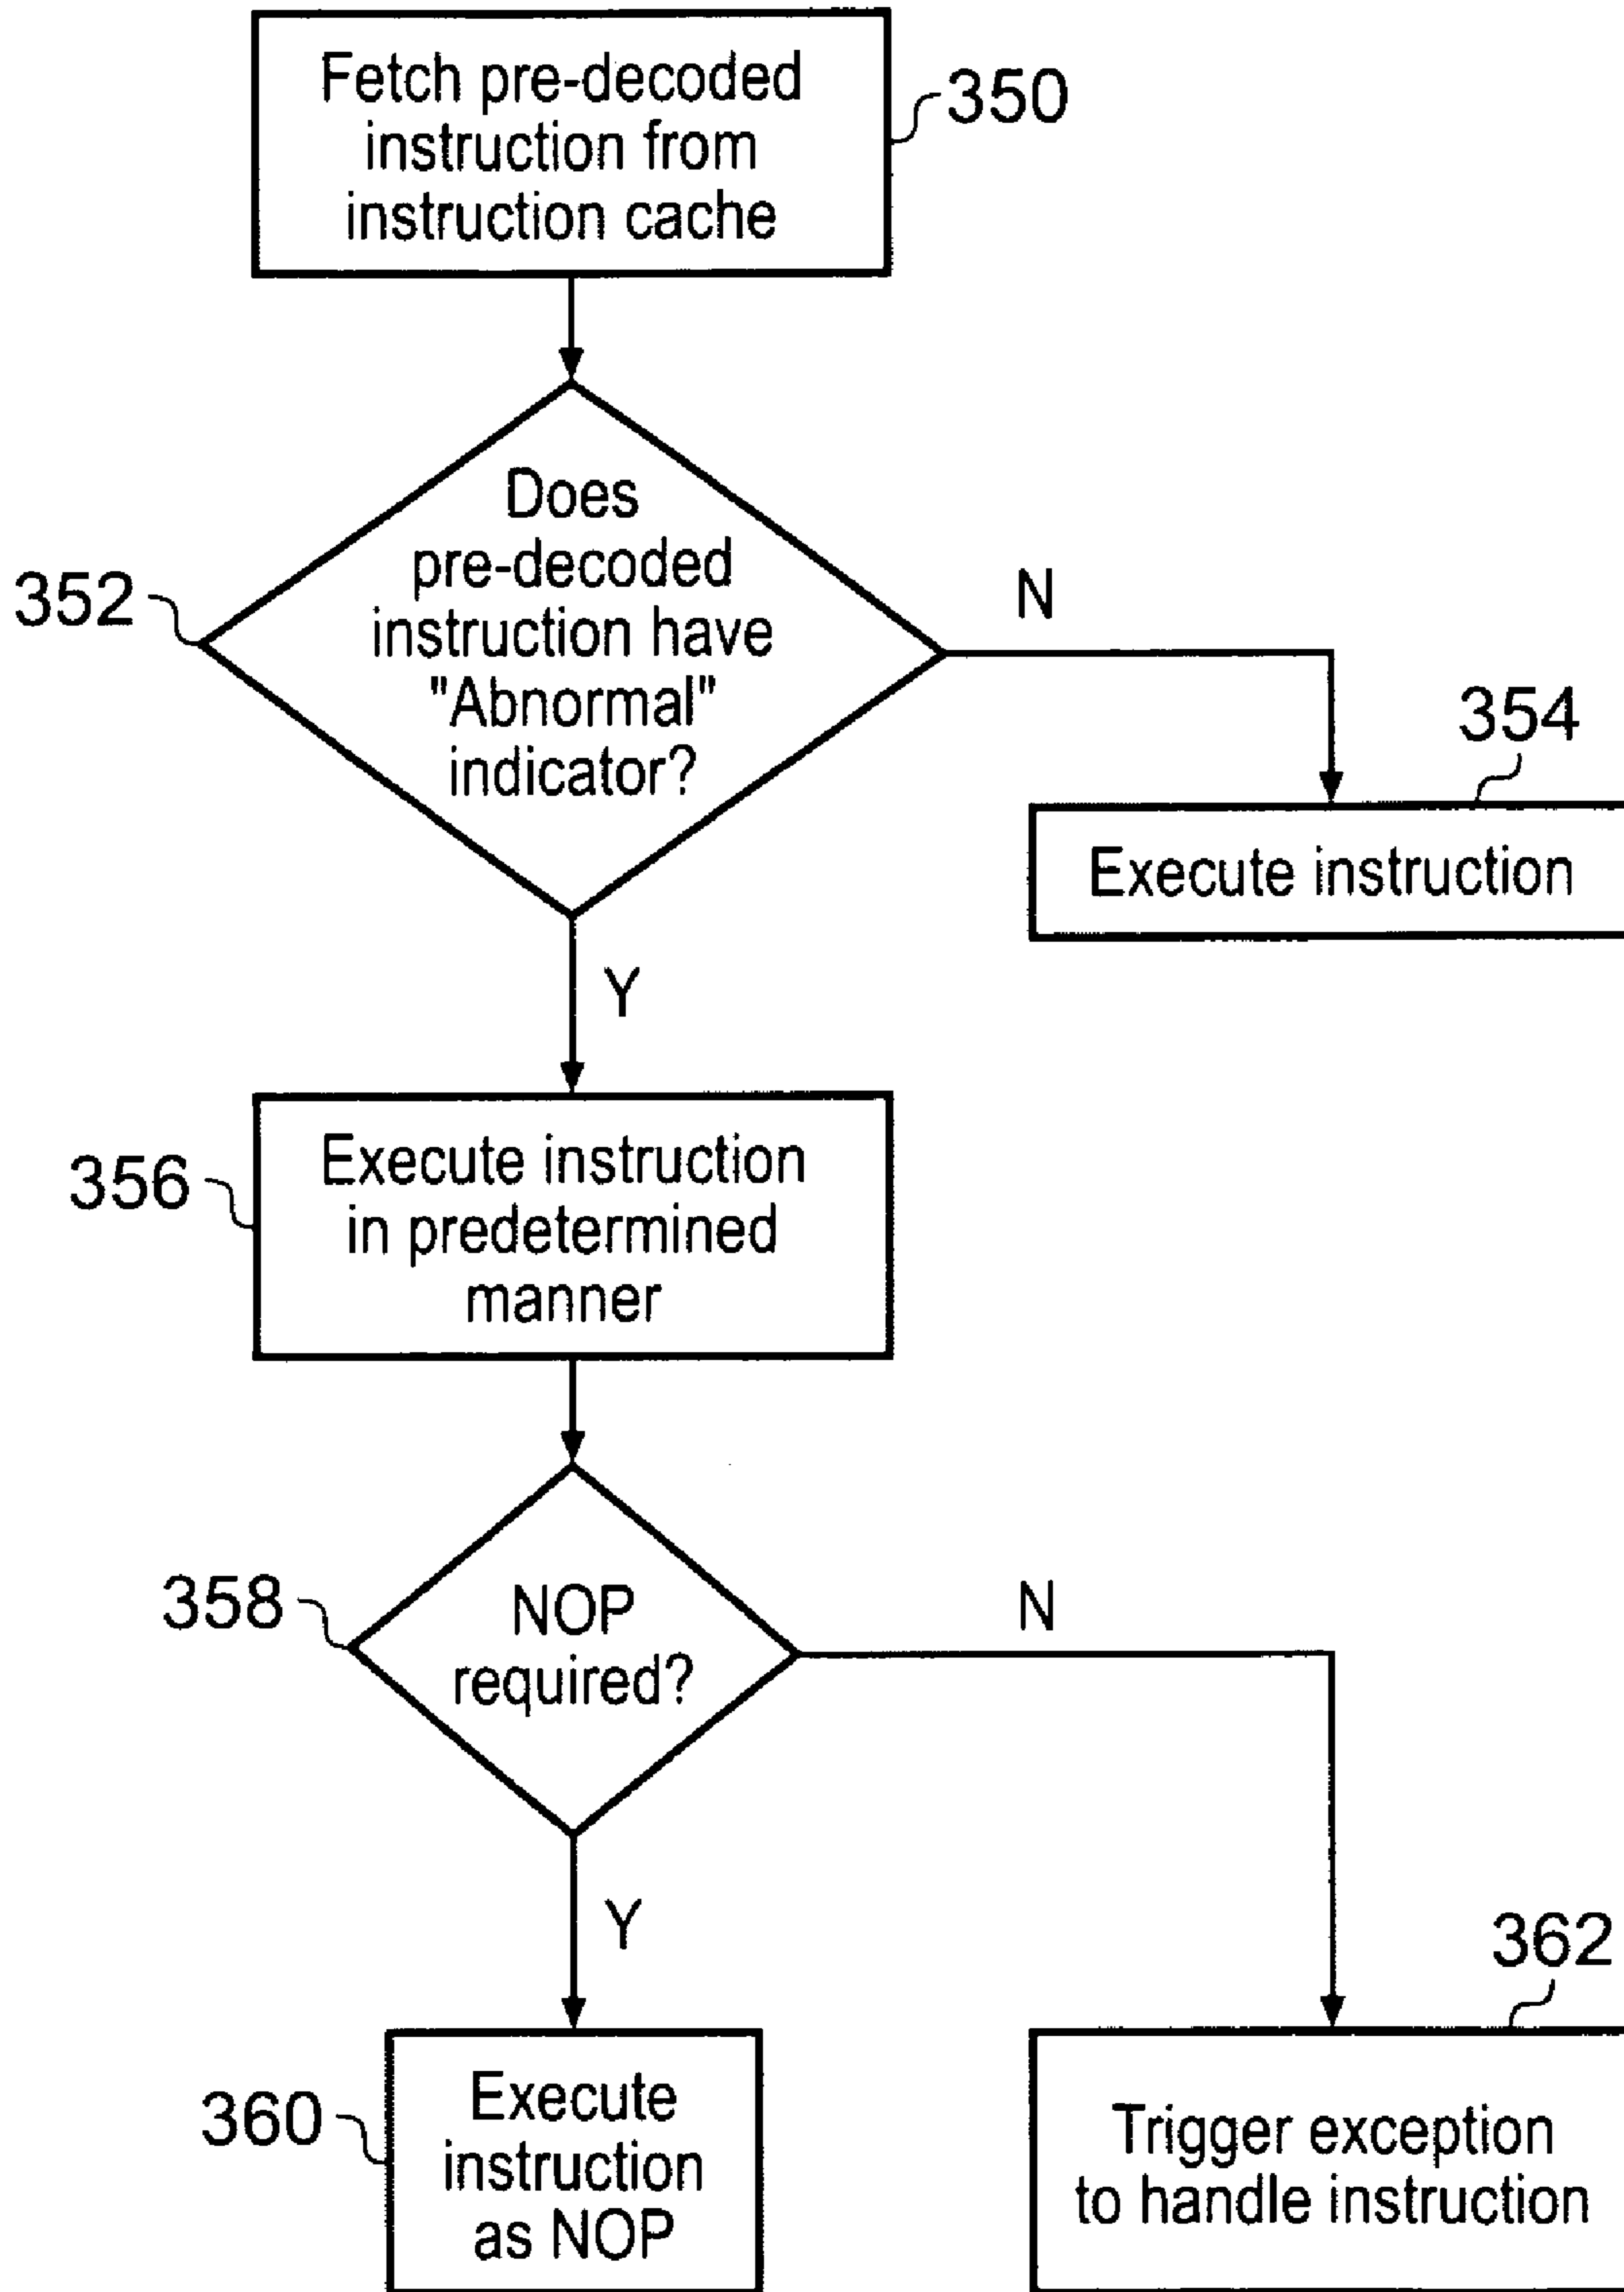 Fetch pre-decoded
instruction from
instruction cache
350
Does
pre-decoded
instruction have
"Abnormal"
indicator?
352
N
354
Execute instruction
Y
356
Execute instruction
in predetermined
manner
358
NOP
required?
N
Y
362
360
Execute
instruction
as NOP
Trigger exception
to handle instruction